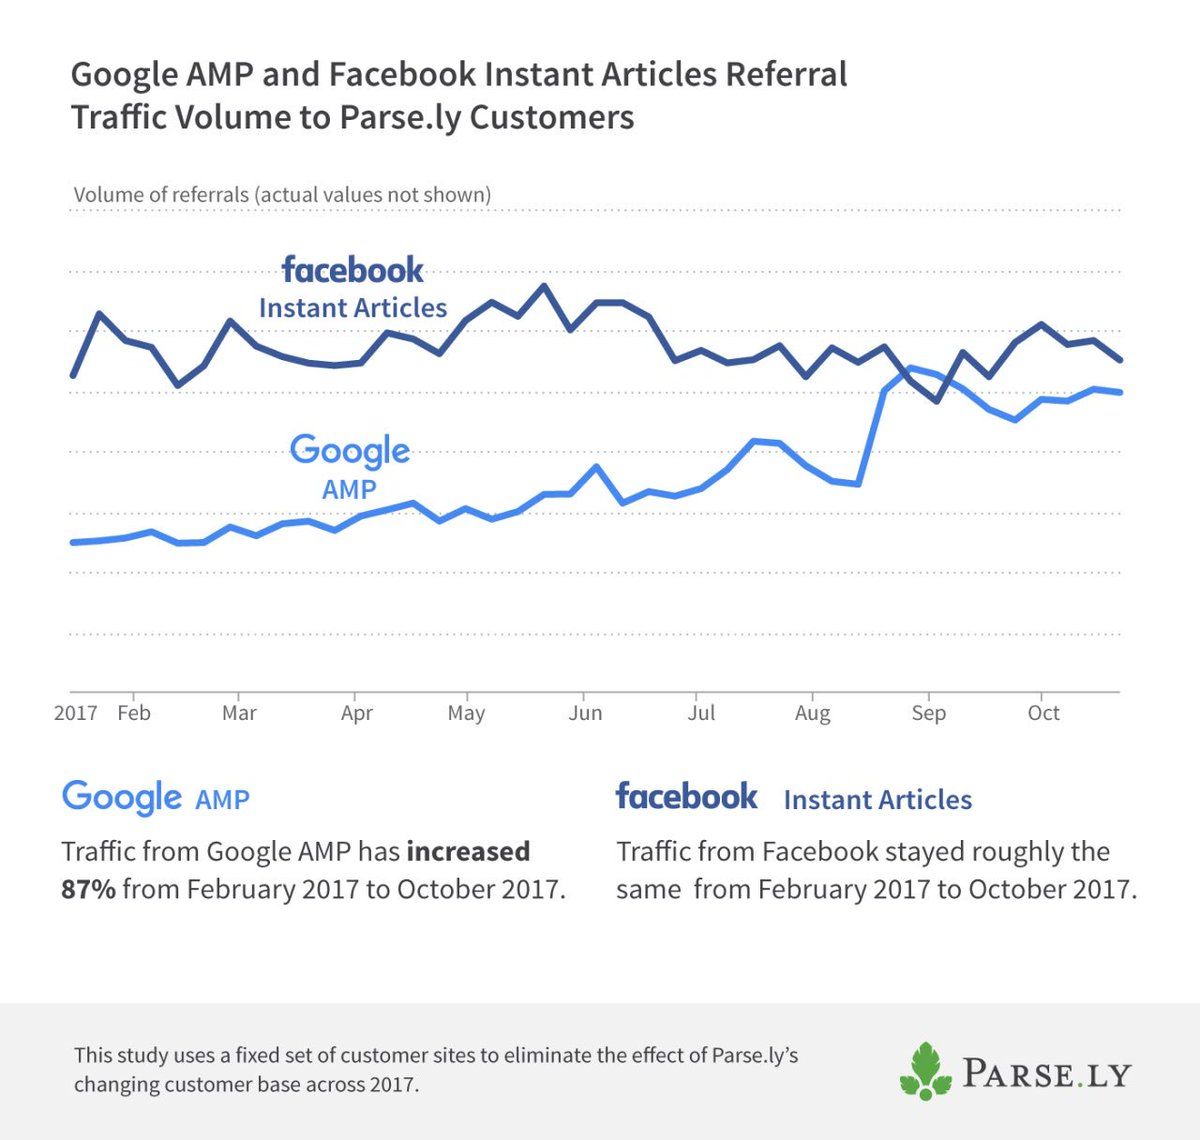 Google AMP and Facebook Instant Articles Referral
Traffic Volume to Parse.ly Customers
Volume of referrals (actual values not shown)
facebook
Instant Articles
Google
AMP
2017 Feb Mar Apr May Jun Jul Aug Sep Oct
Google AMP
Traffic from Google AMP has increased
87% from February 2017 to October 2017.
facebook Instant Articles
Traffic from Facebook stayed roughly the
same from February 2017 to October 2017.
This study uses a fixed set of customer sites to eliminate the effect of Parse.ly’s
changing customer base across 2017.
PARSE.LY